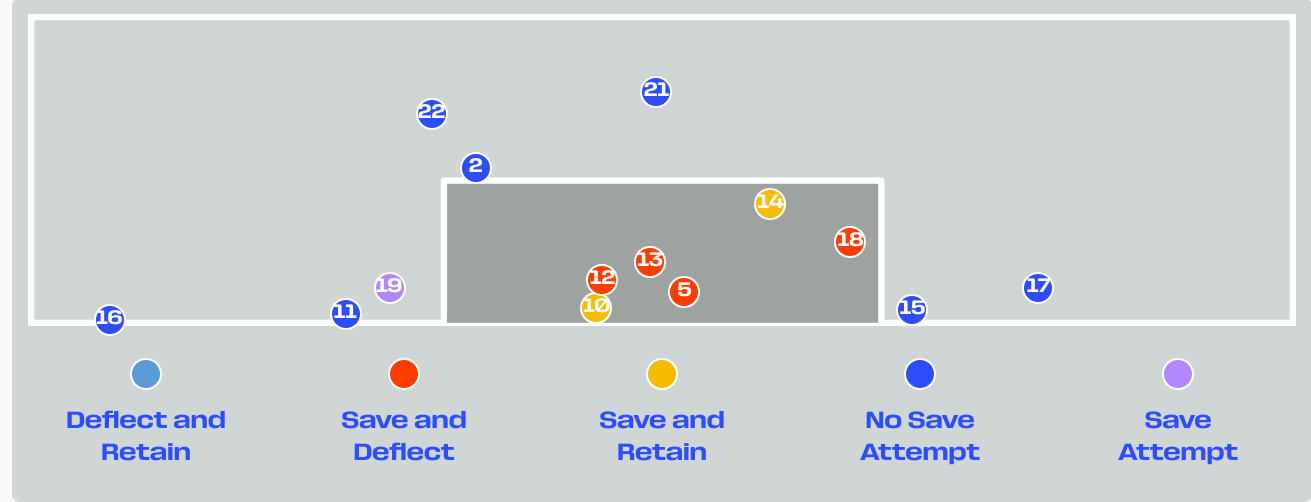 21
22
2
14
18
13
12
5
19
17
10
15
11
16
Deflect and
Retain
Save and
Deflect
Save and
Retain
No Save
Attempt
Save
Attempt